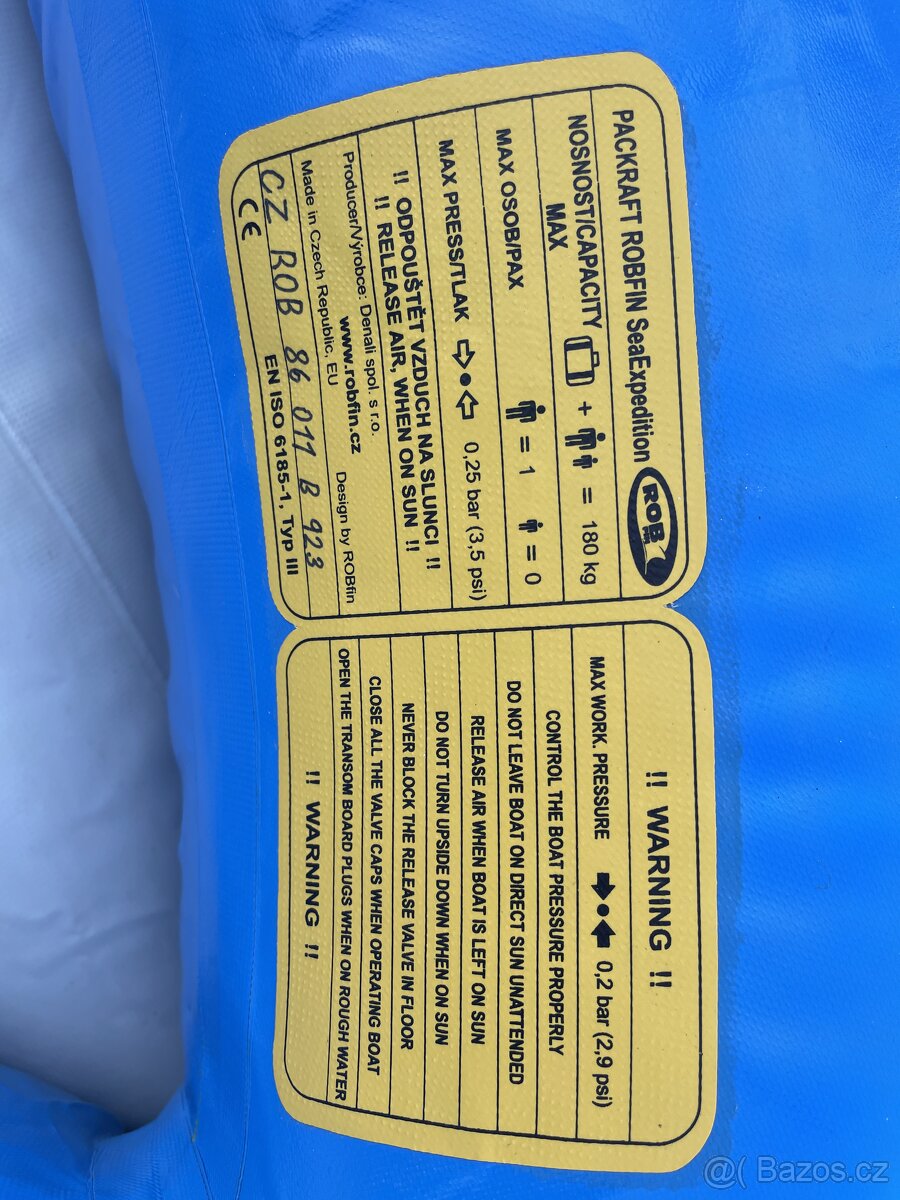 PACKRAFT ROBFIN SeaExpedition ROB FIN
NOSNOST/CAPACITY MAX + = 180 kg
MAX OSOB/PAX = 1 = 0
MAX PRESS/TLAK 0,25 bar (3,5 psi)
!! ODPOUŠTĚT VZDUCH NA SLUNCI !!
!! RELEASE AIR, WHEN ON SUN !!
Producer/Výrobce: Denali spol. s r.o.
www.robfin.cz Design by ROBfin
Made in Czech Republic, EU
CZ ROB 86 011 B 923
CE EN ISO 6185-1, Typ III
!! WARNING !!
MAX WORK. PRESSURE 0,2 bar (2,9 psi)
CONTROL THE BOAT PRESSURE PROPERLY
DO NOT LEAVE BOAT ON DIRECT SUN UNATTENDED
RELEASE AIR WHEN BOAT IS LEFT ON SUN
DO NOT TURN UPSIDE DOWN WHEN ON SUN
NEVER BLOCK THE RELEASE VALVE IN FLOOR
CLOSE ALL THE VALVE CAPS WHEN OPERATING BOAT
OPEN THE TRANSOM BOARD PLUGS WHEN ON ROUGH WATER
!! WARNING !!
@( Bazos.cz